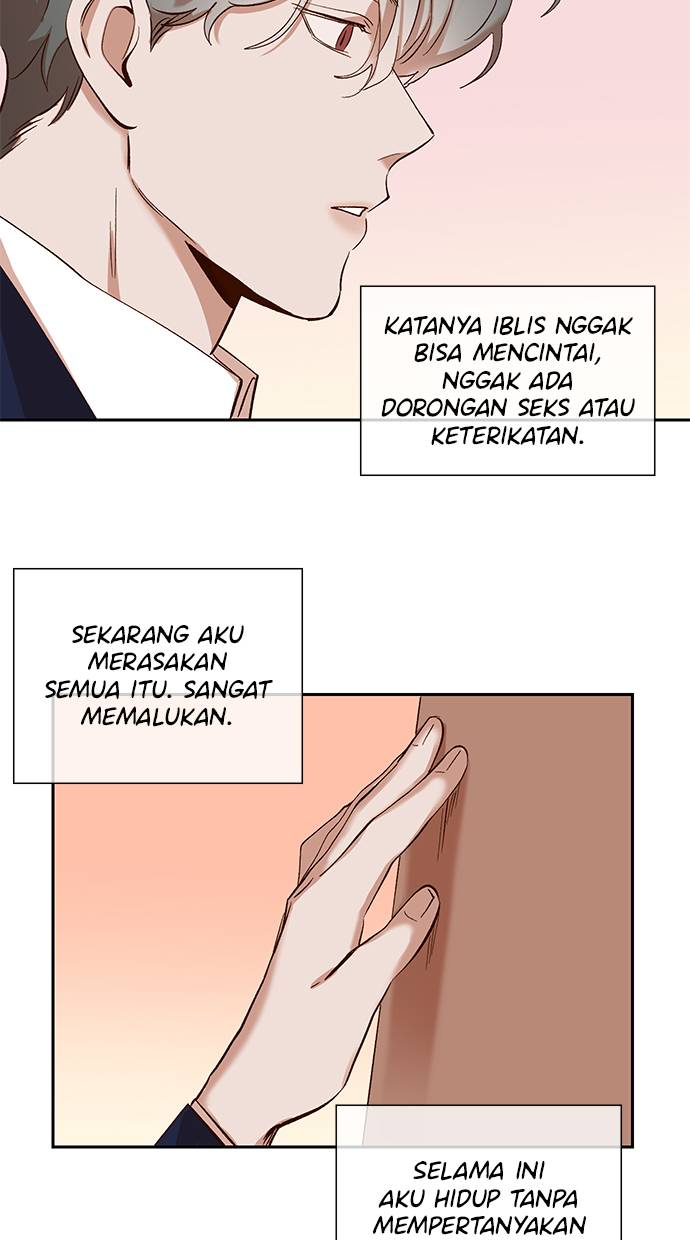 KATANYA IBLIS NGGAK
BISA MENCINTAI,
NGGAK ADA
DORONGAN SEKS ATAU
KETERIKATAN.
SEKARANG AKU
MERASAKAN
SEMUA ITU. SANGAT
MEMALUKAN.
SELAMA INI
AKU HIDUP TANPA
MEMPERTANYAKAN